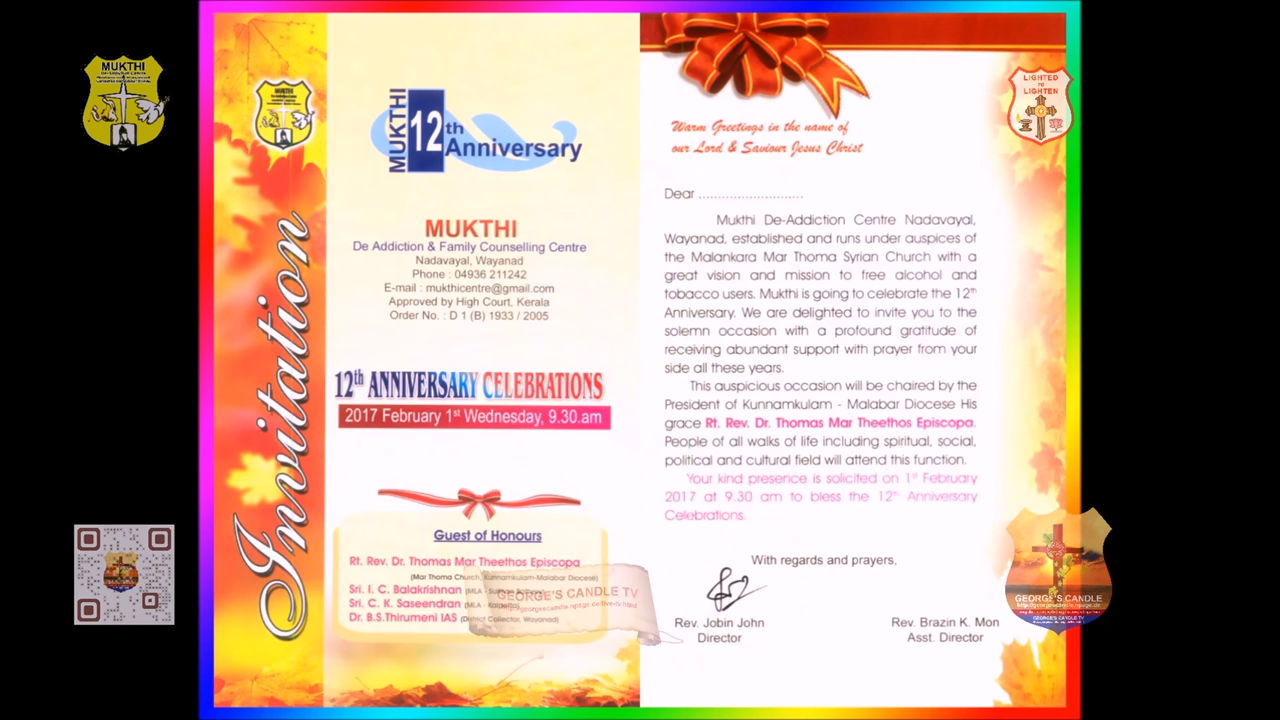 MUKTHI
MUKTHI
LIGHTED
TO
LIGHTEN
Invitation
MUKTHI
12th
Anniversary
MUKTHI
De Addiction & Family Counselling Centre
Nadavayal, Wayanad
Phone : 04936 211242
E-mail : mukthicentre@gmail.com
Approved by High Court, Kerala
Order No. : D 1 (B) 1933 / 2005
12th ANNIVERSARY CELEBRATIONS
2017 February 1st Wednesday, 9.30.am
Guest of Honours
Rt. Rev. Dr. Thomas Mar Theethos Episcopa
(Mar Thoma Church, Kunnamkulam-Malabar Diocese)
Sri. I. C. Balakrishnan (MLA -
Sri. C. K. Saseendran (MLA -
Dr. B.S.Thirumeni IAS (District Collector, Wayanad)
GEORGE'S CANDLE TV
Warm Greetings in the name of
our Lord & Saviour Jesus Christ
Dear ...........................
Mukthi De-Addiction Centre Nadavayal,
Wayanad, established and runs under auspices of
the Malankara Mar Thoma Syrian Church with a
great vision and mission to free alcohol and
tobacco users. Mukthi is going to celebrate the 12th
Anniversary. We are delighted to invite you to the
solemn occasion with a profound gratitude of
receiving abundant support with prayer from your
side all these years.
This auspicious occasion will be chaired by the
President of Kunnamkulam - Malabar Diocese His
grace Rt. Rev. Dr. Thomas Mar Theethos Episcopa.
People of all walks of life including spiritual, social,
political and cultural field will attend this function.
Your kind presence is solicited on 1st February
2017 at 9.30 am to bless the 12th Anniversary
Celebrations.
With regards and prayers,
Rev. Jobin John
Director
Rev. Brazin K. Mon
Asst. Director
GEORGE'S CANDLE
GEORGE'S CANDLE TV